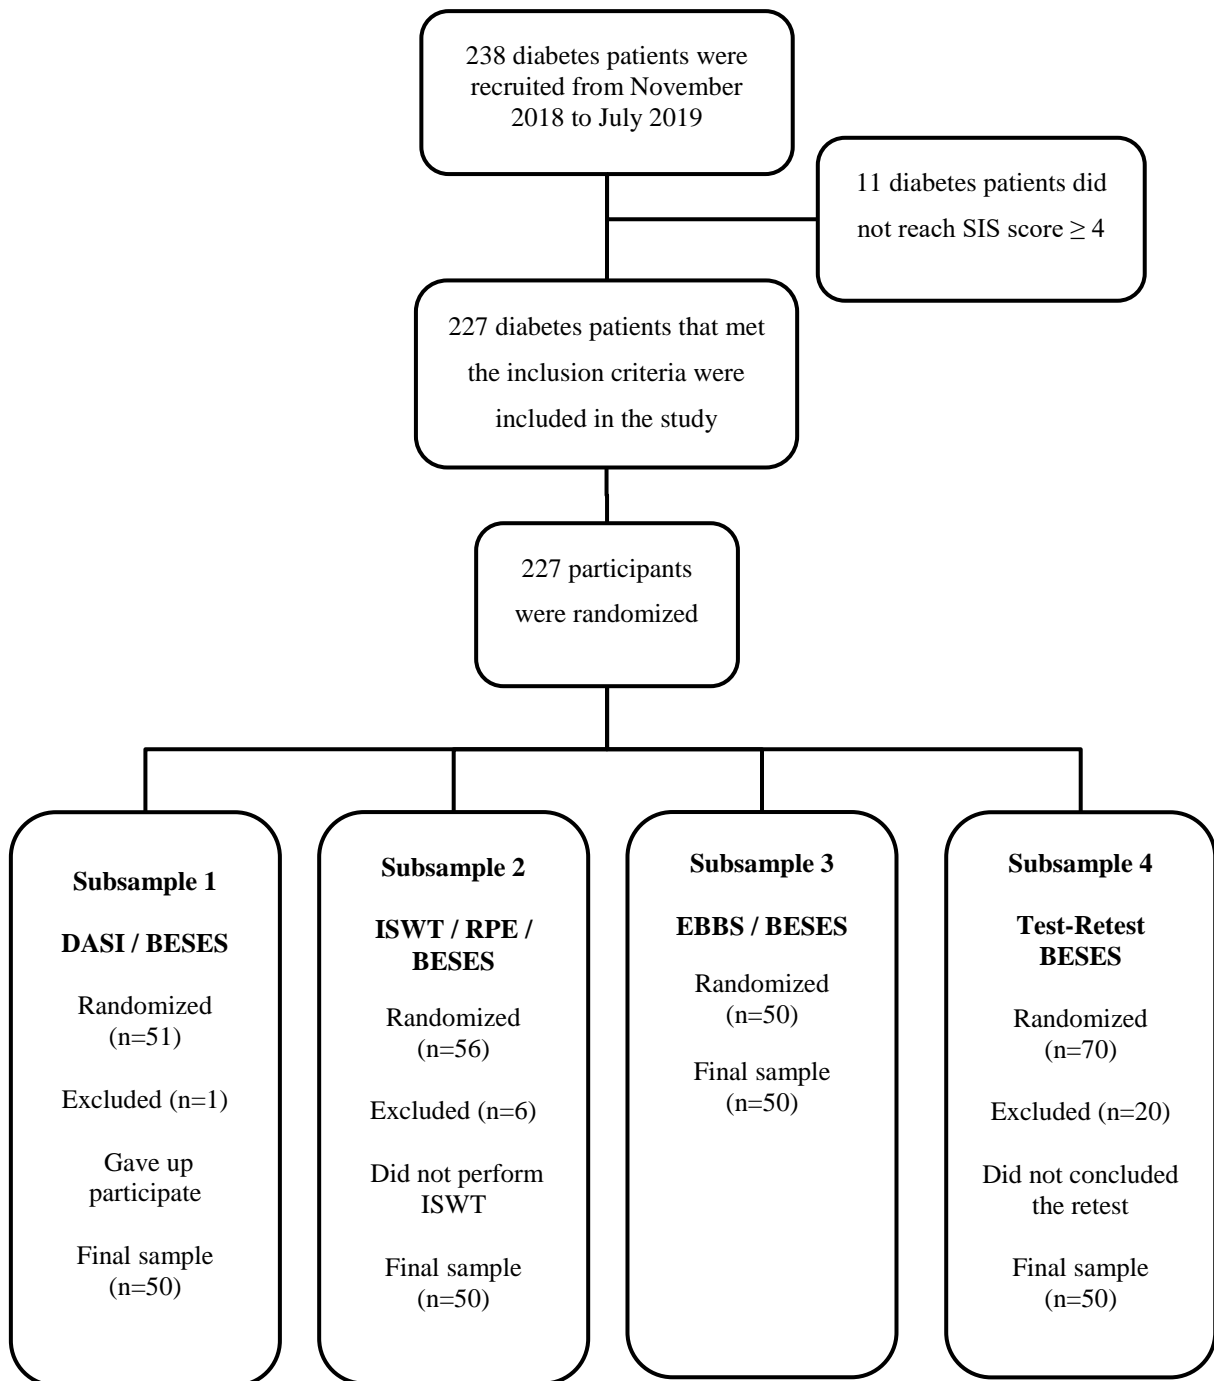 238 diabetes patients were
recruited from November
2018 to July 2019
11 diabetes patients did
not reach SIS score ≥ 4
227 diabetes patients that met
the inclusion criteria were
included in the study
227 participants
were randomized
Subsample 1
DASI / BESES
Randomized
(n=51)
Excluded (n=1)
Gave up
participate
Final sample
(n=50)
Subsample 2
ISWT / RPE /
BESES
Randomized
(n=56)
Excluded (n=6)
Did not perform
ISWT
Final sample
(n=50)
Subsample 3
EBBS / BESES
Randomized
(n=50)
Final sample
(n=50)
Subsample 4
Test-Retest
BESES
Randomized
(n=70)
Excluded (n=20)
Did not concluded
the retest
Final sample
(n=50)